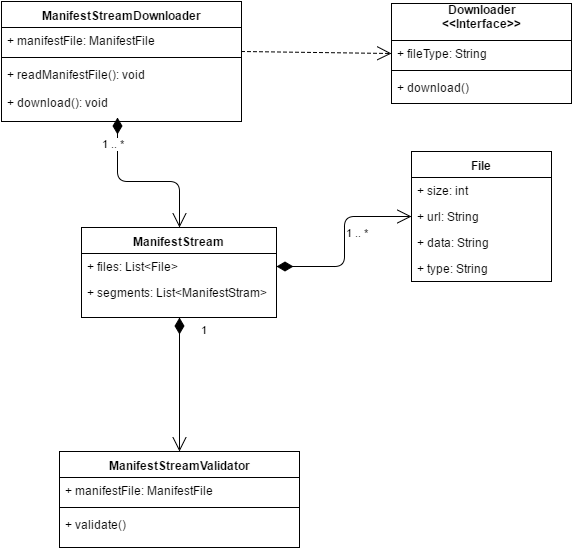 ManifestStreamDownloader
+ manifestFile: ManifestFile
+ readManifestFile(): void
+ download(): void
Downloader
<<Interface>>
+ fileType: String
+ download()
1 .. *
File
+ size: int
+ url: String
+ data: String
+ type: String
ManifestStream
+ files: List<File>
+ segments: List<ManifestStram>
1 .. *
1
ManifestStreamValidator
+ manifestFile: ManifestFile
+ validate()